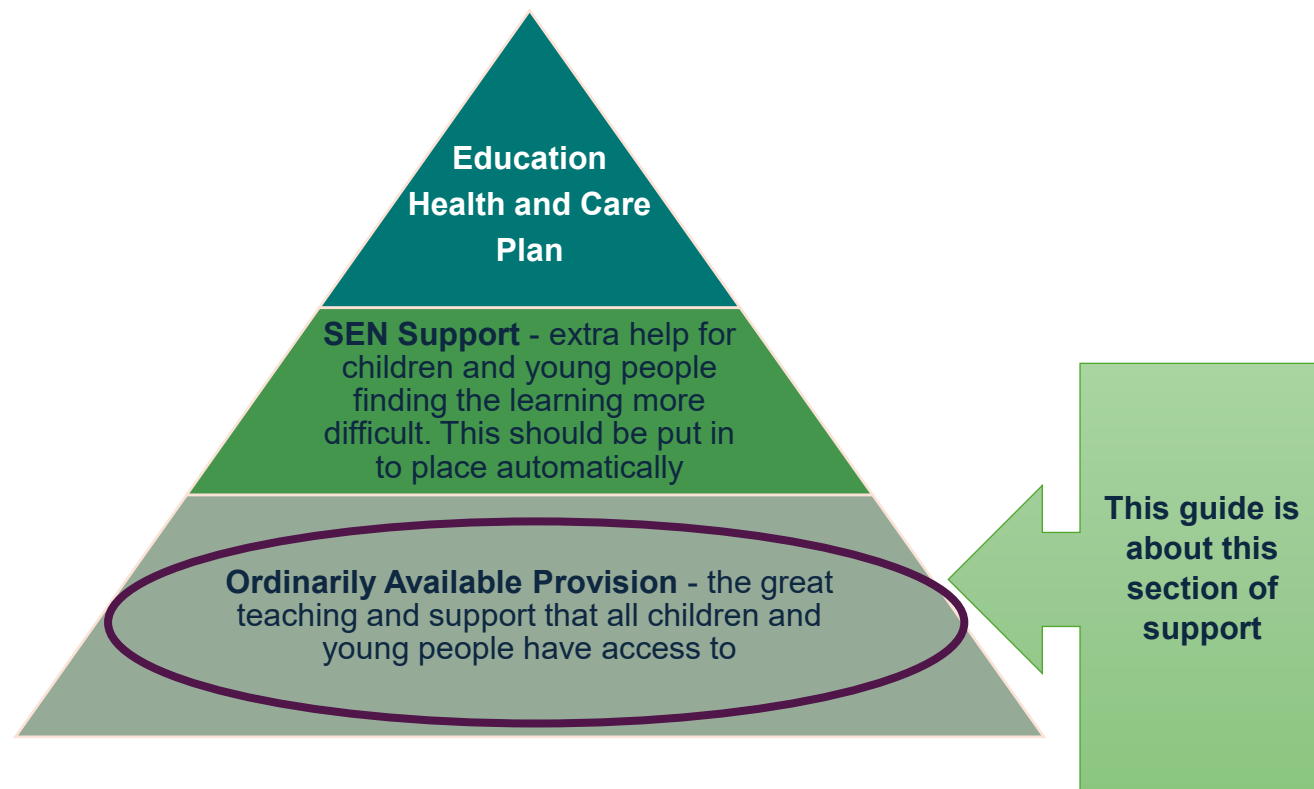 Education
Health and Care
Plan
SEN Support - extra help for
children and young people
finding the learning more
difficult. This should be put in
to place automatically
Ordinarily Available Provision - the great
teaching and support that all children and
young people have access to
This guide is
about this
section of
support